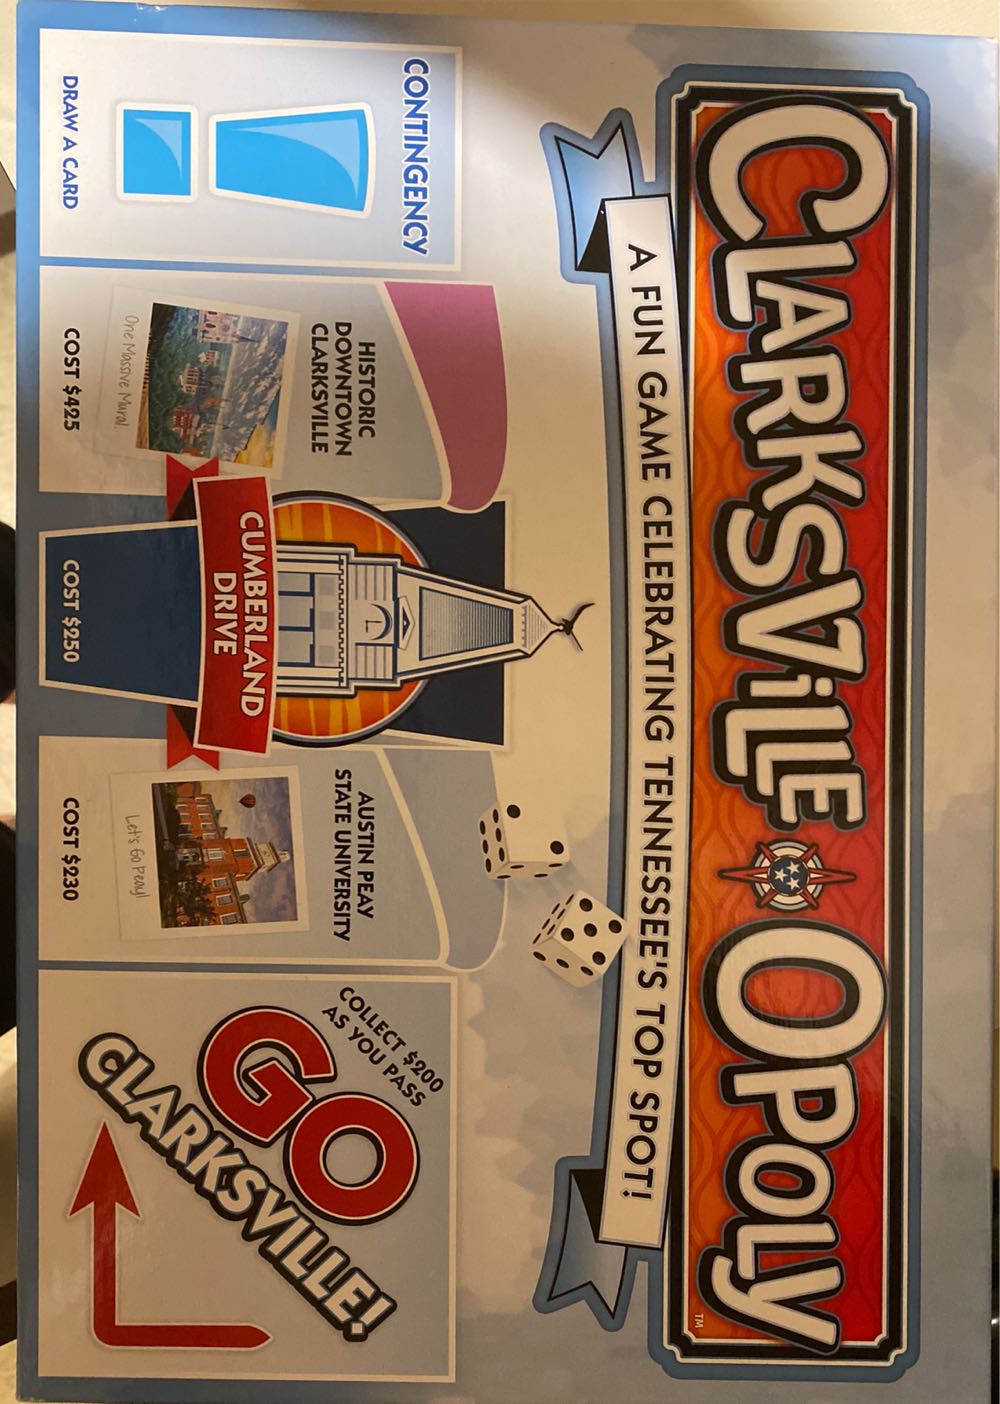 CLARKSVILLE OPOLY
TM
A FUN GAME CELEBRATING TENNESSEE'S TOP SPOT!
CONTINGENCY
DRAW A CARD
HISTORIC
DOWNTOWN
CLARKSVILLE
One Massive Mural.
COST $425
CUMBERLAND
DRIVE
COST $250
AUSTIN PEAY
STATE UNIVERSITY
Let's Go Peay!
COST $230
COLLECT $200
AS YOU PASS
GO
CLARKSVILLE!